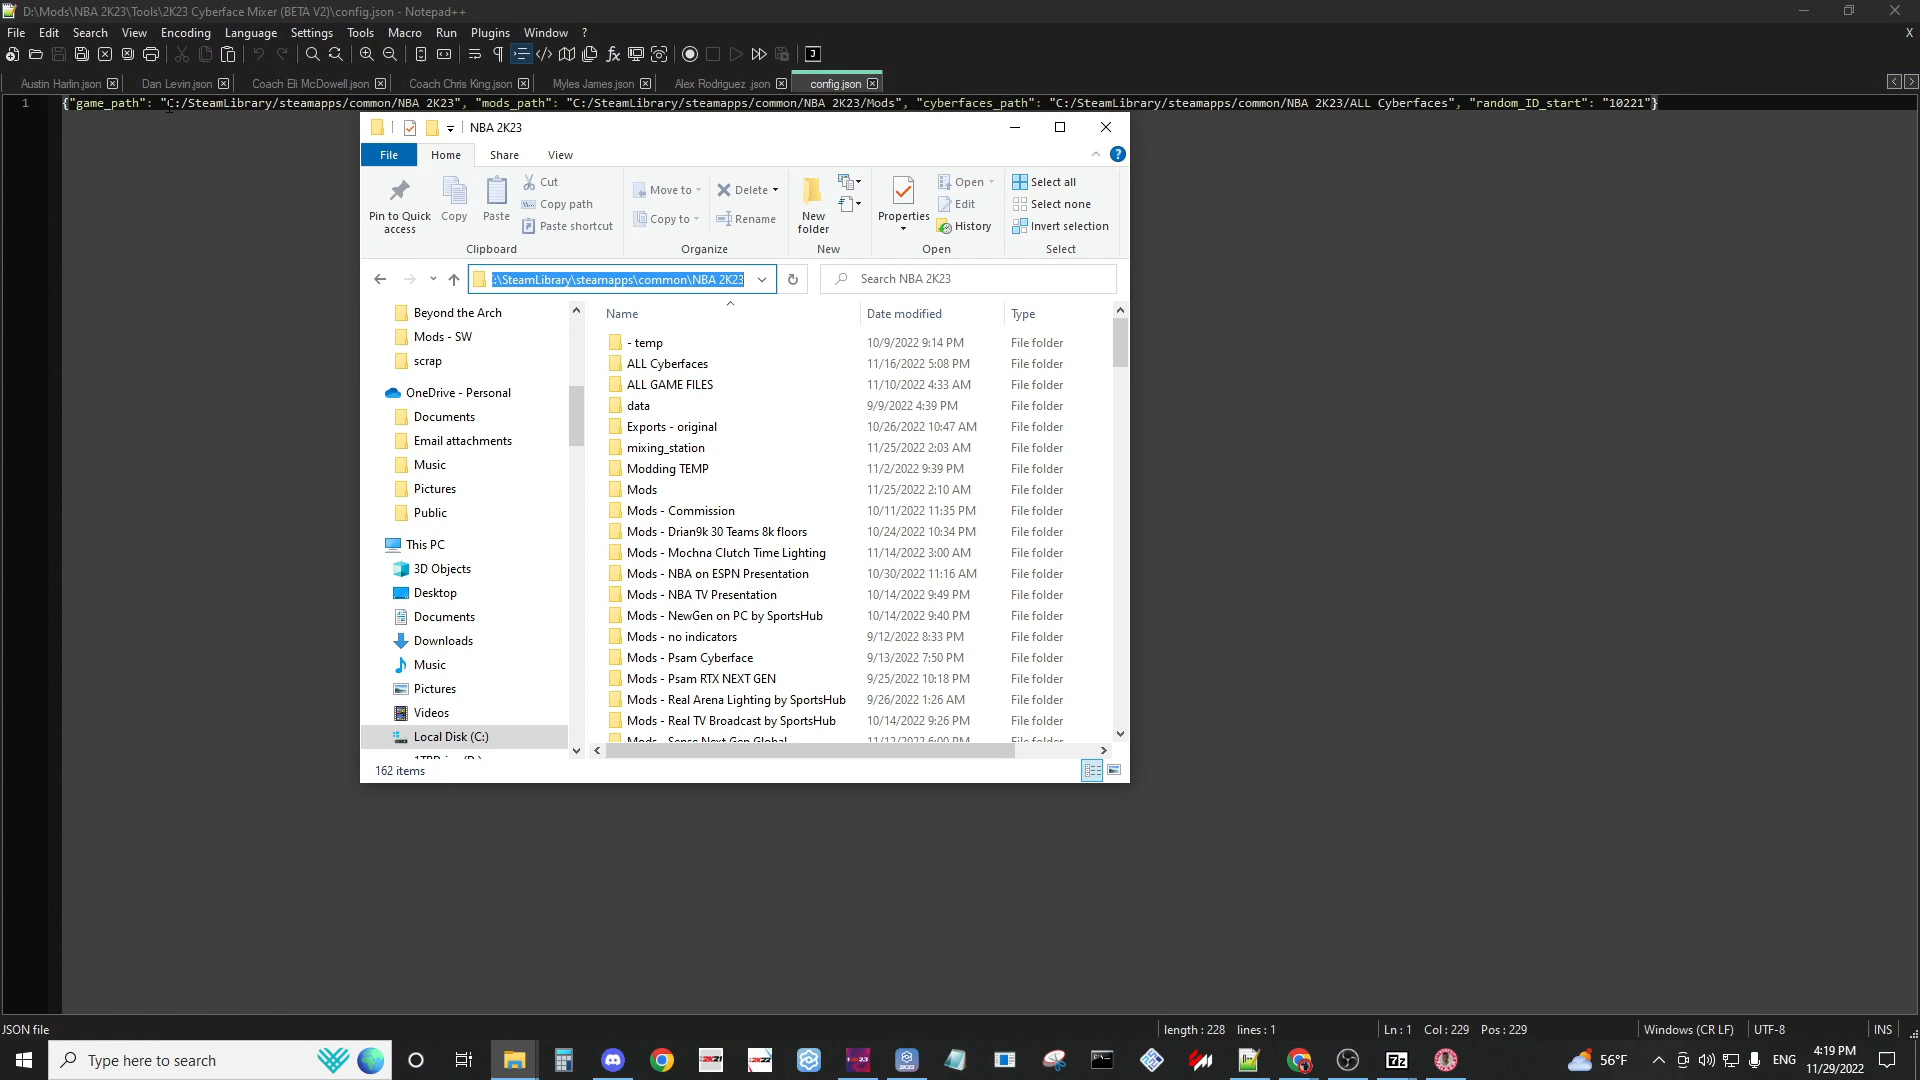 D:\Mods\NBA 2K23\Tools\2K23 Cyberface Mixer (BETA V2)\config.json - Notepad++
File Edit Search View Encoding Language Settings Tools Macro Run Plugins Window ? X
Austin Harlin.json Dan Levin.json Coach Eli McDowell.json Coach Chris King.json Myles James.json Alex Rodriguez .json config.json
1 {"game_path": "C:/SteamLibrary/steamapps/common/NBA 2K23", "mods_path": "C:/SteamLibrary/steamapps/common/NBA 2K23/Mods", "cyberfaces_path": "C:/SteamLibrary/steamapps/common/NBA 2K23/ALL Cyberfaces", "random_ID_start": "10221"}
NBA 2K23
File Home Share View
Pin to Quick access
Copy
Paste
Cut
Copy path
Paste shortcut
Clipboard
Move to
Copy to
Delete
Rename
Organize
New folder
New
Properties
Open
Edit
History
Open
Select all
Select none
Invert selection
Select
:\SteamLibrary\steamapps\common\NBA 2K23
Search NBA 2K23
Beyond the Arch
Mods - SW
scrap
OneDrive - Personal
Documents
Email attachments
Music
Pictures
Public
This PC
3D Objects
Desktop
Documents
Downloads
Music
Pictures
Videos
Local Disk (C:)
Name Date modified Type
- temp 10/9/2022 9:14 PM File folder
ALL Cyberfaces 11/16/2022 5:08 PM File folder
ALL GAME FILES 11/10/2022 4:33 AM File folder
data 9/9/2022 4:39 PM File folder
Exports - original 10/26/2022 10:47 AM File folder
mixing_station 11/25/2022 2:03 AM File folder
Modding TEMP 11/2/2022 9:39 PM File folder
Mods 11/25/2022 2:10 AM File folder
Mods - Commission 10/11/2022 11:35 PM File folder
Mods - Drian9k 30 Teams 8k floors 10/24/2022 10:34 PM File folder
Mods - Mochna Clutch Time Lighting 11/14/2022 3:00 AM File folder
Mods - NBA on ESPN Presentation 10/30/2022 11:16 AM File folder
Mods - NBA TV Presentation 10/14/2022 9:49 PM File folder
Mods - NewGen on PC by SportsHub 10/14/2022 9:40 PM File folder
Mods - no indicators 9/12/2022 8:33 PM File folder
Mods - Psam Cyberface 9/13/2022 7:50 PM File folder
Mods - Psam RTX NEXT GEN 9/25/2022 10:18 PM File folder
Mods - Real Arena Lighting by SportsHub 9/26/2022 1:26 AM File folder
Mods - Real TV Broadcast by SportsHub 10/14/2022 9:26 PM File folder
Mods - Sense Next Gen Global 11/12/2022 6:00 PM File folder
162 items
JSON file length : 228 lines : 1 Ln : 1 Col : 229 Pos : 229 Windows (CR LF) UTF-8 INS
Type here to search
56°F
ENG
4:19 PM
11/29/2022